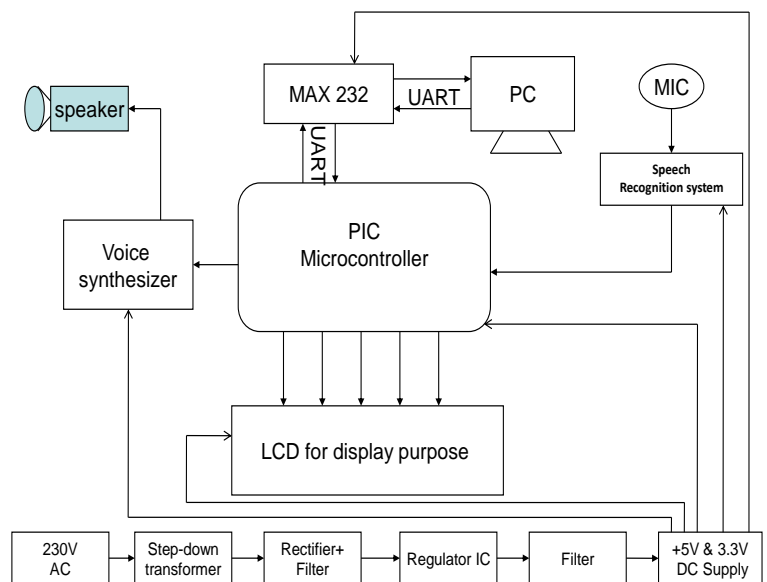 MAX 232
UART
PC
MIC
speaker
UART
Speech
Recognition system
PIC
Microcontroller
Voice
synthesizer
LCD for display purpose
230V
AC
Step-down
transformer
Rectifier+
Filter
Regulator IC
Filter
+5V & 3.3V
DC Supply